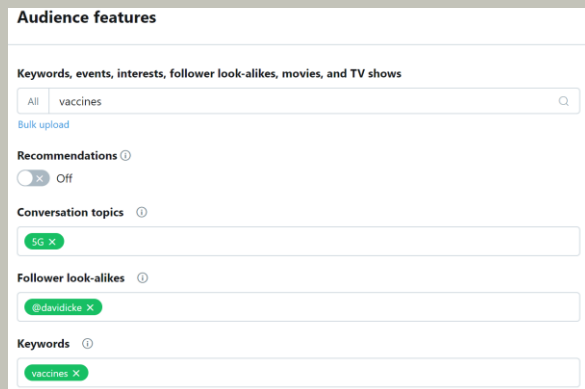 Audience features
Keywords, events, interests, follower look-alikes, movies, and TV shows
All vaccines
Bulk upload
Recommendations
Off
Conversation topics
5G
Follower look-alikes
@davidicke
Keywords
vaccines